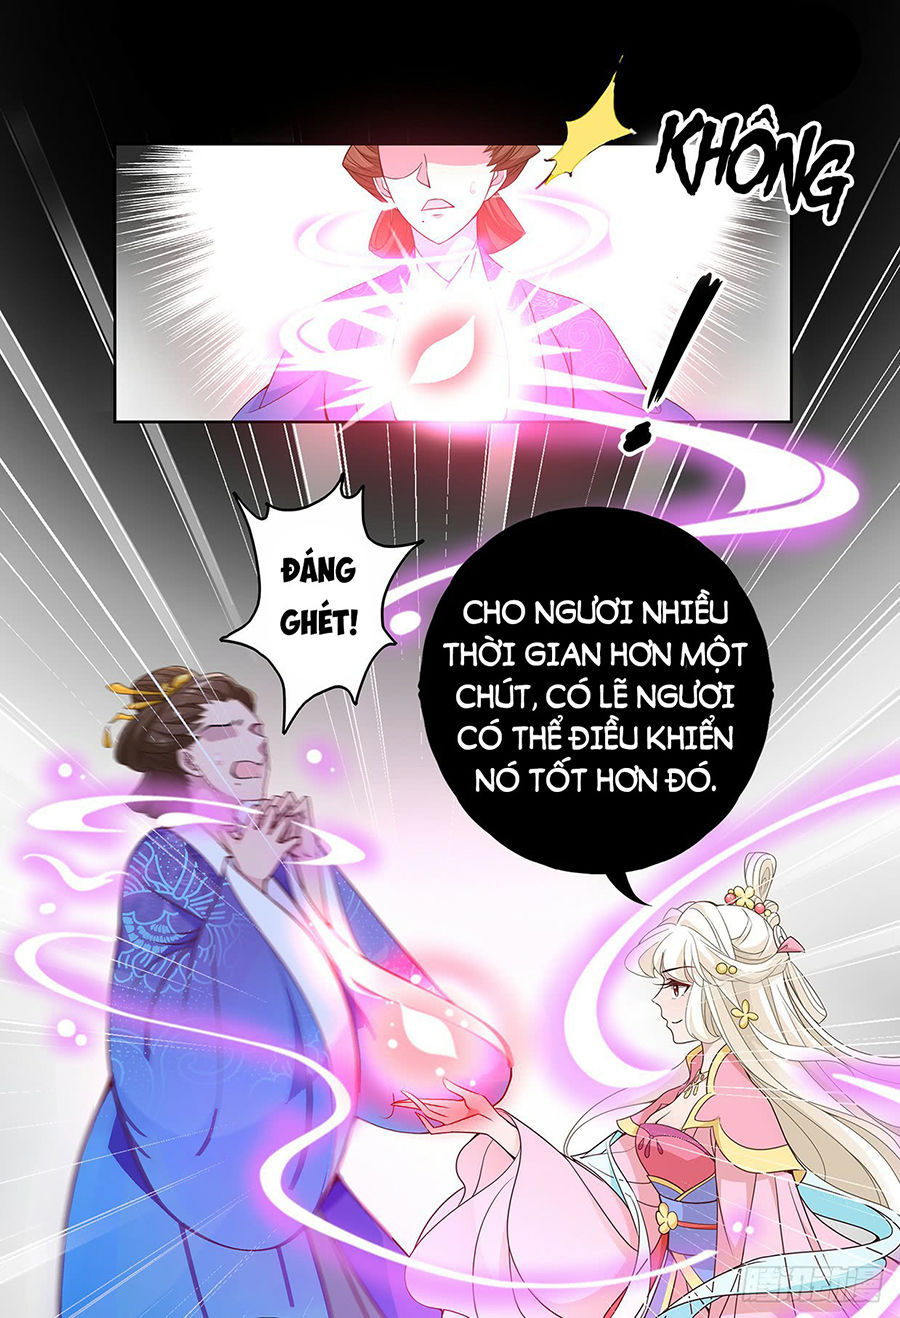 KHÔNG
!
ĐÁNG
GHÉT!
CHO NGƯƠI NHIỀU
THỜI GIAN HƠN MỘT
CHÚT, CÓ LẼ NGƯƠI
CÓ THỂ ĐIỀU KHIỂN
NÓ TỐT HƠN ĐÓ.